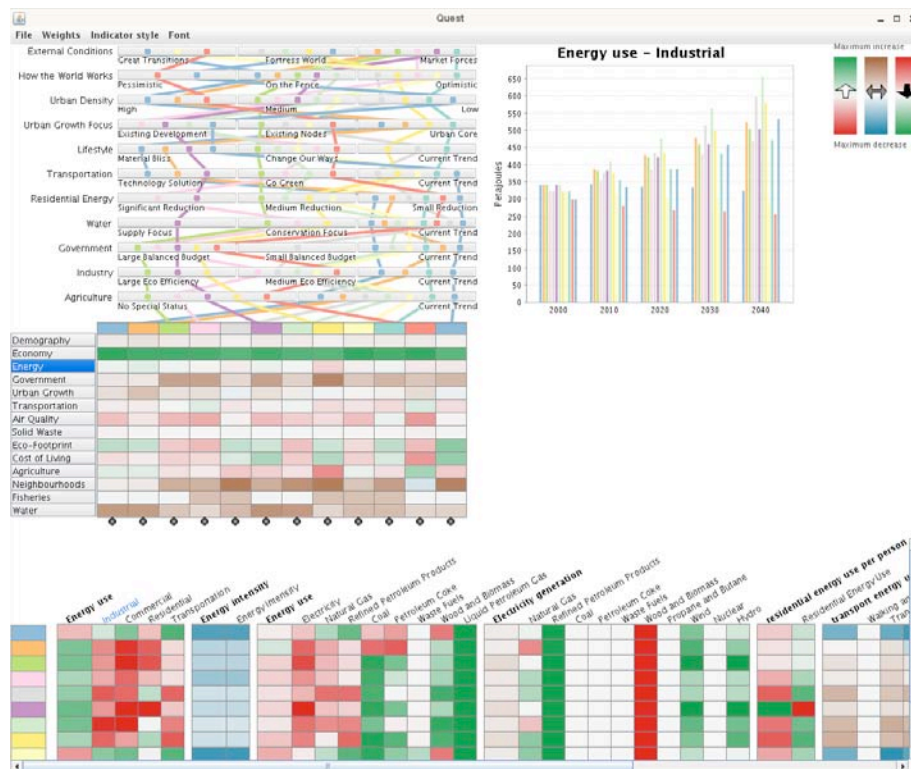 Quest
File Weights Indicator style Font
External Conditions
Great Transitions Fortress World Market Forces
How the World Works
Pessimistic On the Fence Optimistic
Urban Density
High Medium Low
Urban Growth Focus
Existing Development Existing Nodes Urban Core
Lifestyle
Material Bliss Change Our Ways Current Trend
Transportation
Technology Solution Go Green Current Trend
Residential Energy
Significant Reduction Medium Reduction Small Reduction
Water
Supply Focus Conservation Focus Current Trend
Government
Large Balanced Budget Small Balanced Budget Current Trend
Industry
Large Eco Efficiency Medium Eco Efficiency Current Trend
Agriculture
No Special Status Current Trend
Energy use - Industrial
Petajoules
650
600
550
500
450
400
350
300
250
200
150
100
50
0
2000 2010 2020 2030 2040
Maximum increase
Maximum decrease
Demography
Economy
Energy
Government
Urban Growth
Transportation
Air Quality
Solid Waste
Eco-Footprint
Cost of Living
Agriculture
Neighbourhoods
Fisheries
Water
Energy use
Industrial
Commercial
Residential
Transportation
Energy intensity
Energy Intensity
Energy use
Electricity
Natural Gas
Refined Petroleum Products
Coal
Petroleum Coke
Waste Fuels
Wood and Biomass
Liquid Petroleum Gas
Electricity generation
Natural Gas
Refined Petroleum Products
Coal
Petroleum Coke
Waste Fuels
Wood and Biomass
Propane and Butane
Wind
Nuclear
Hydro
residential energy use per person
Residential Energy Use
transport energy u
Walking an
Tran